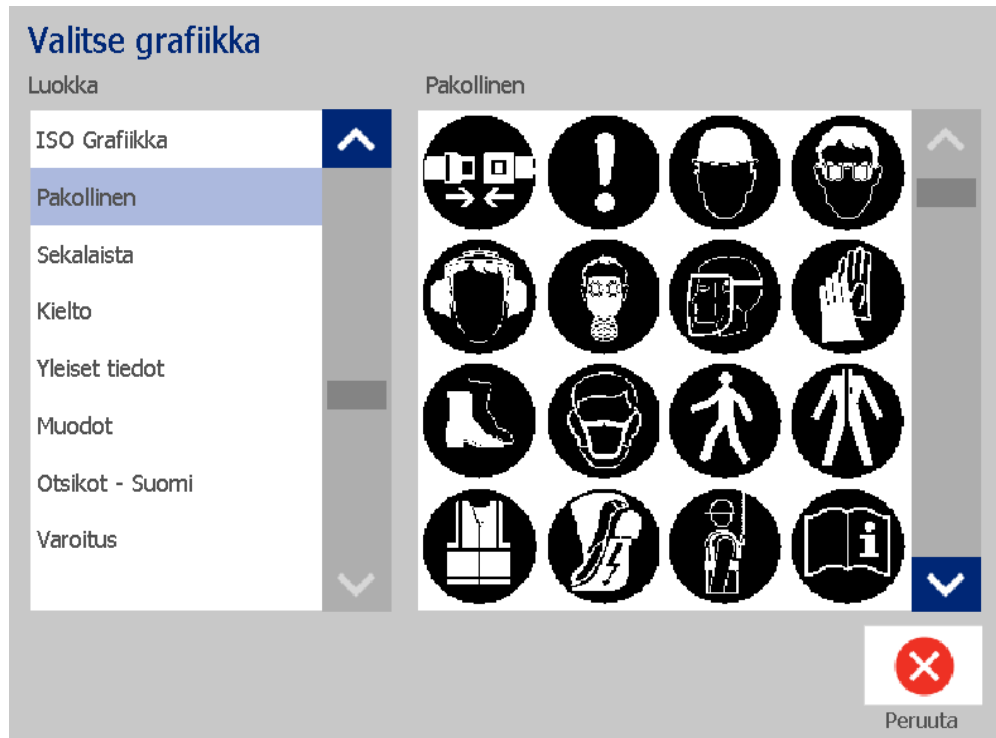 Valitse grafiikka
Luokka
Pakollinen
ISO Grafiikka
Pakollinen
Sekalaista
Kielto
Yleiset tiedot
Muodot
Otsikot - Suomi
Varoitus
i
Peruuta